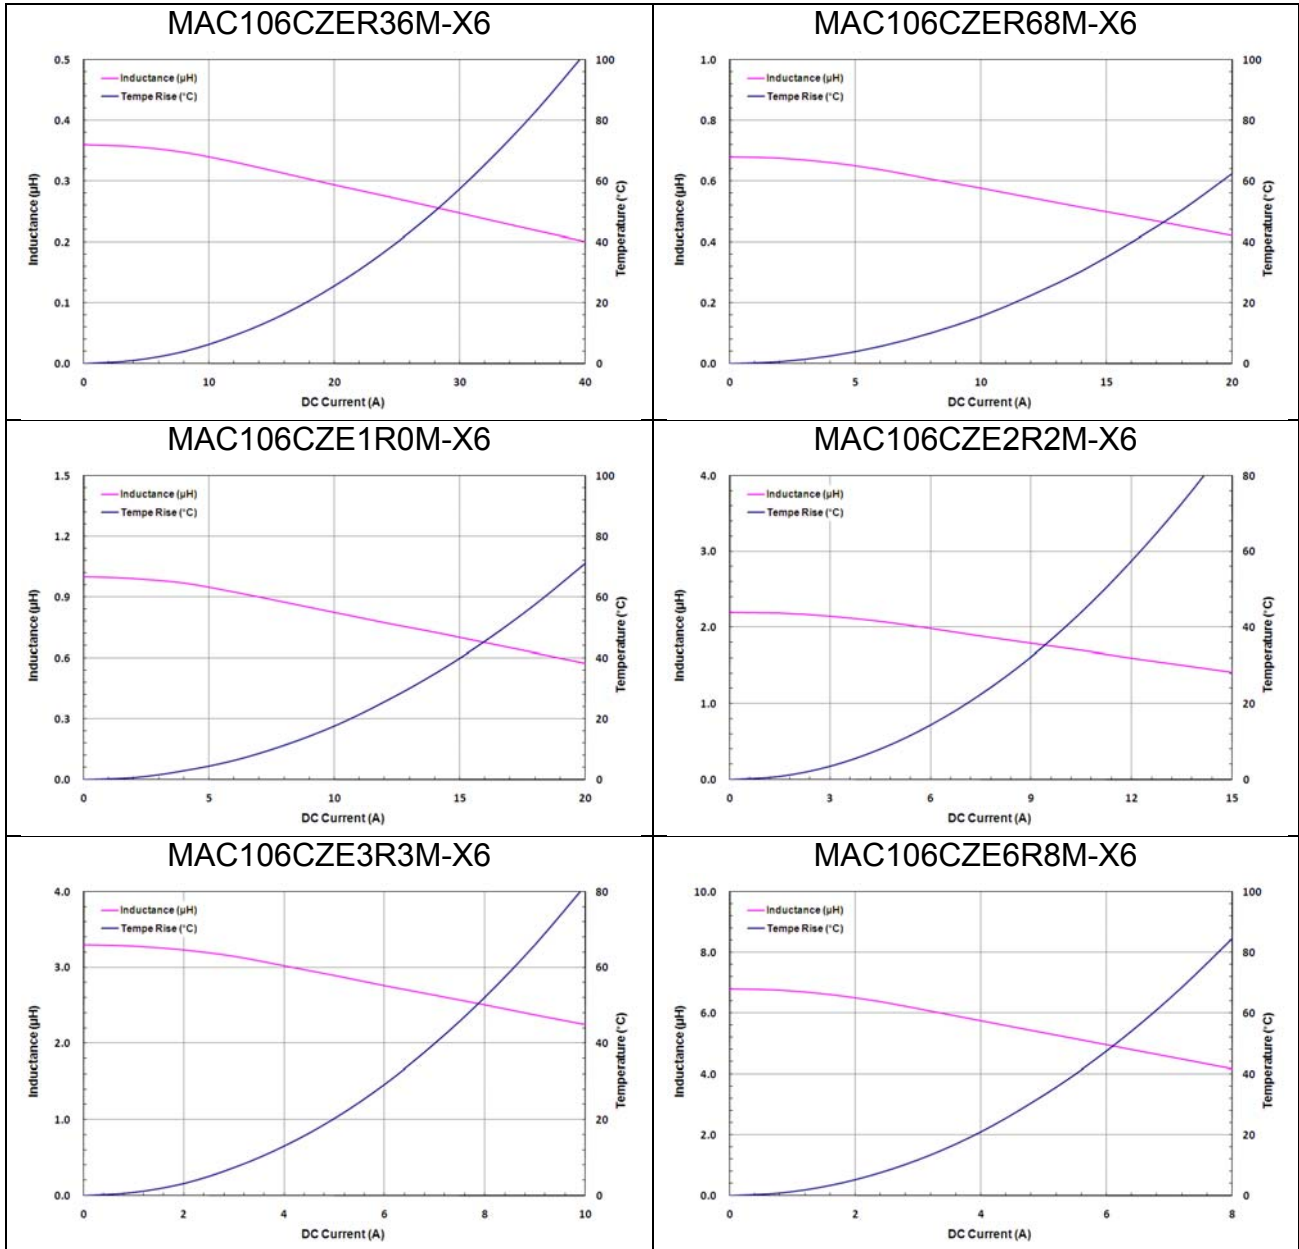 MAC106CZER36M-X6
Inductance (µH)
Tempe Rise (°C)
0.5
0.4
0.3
0.2
0.1
0.0
Inductance (µH)
100
80
60
40
20
0
Temperature (°C)
0 10 20 30 40
DC Current (A)
MAC106CZER68M-X6
Inductance (µH)
Tempe Rise (°C)
1.0
0.8
0.6
0.4
0.2
0.0
Inductance (µH)
100
80
60
40
20
0
Temperature (°C)
0 5 10 15 20
DC Current (A)
MAC106CZE1R0M-X6
Inductance (µH)
Tempe Rise (°C)
1.5
1.2
0.9
0.6
0.3
0.0
Inductance (µH)
100
80
60
40
20
0
Temperature (°C)
0 5 10 15 20
DC Current (A)
MAC106CZE2R2M-X6
Inductance (µH)
Tempe Rise (°C)
4.0
3.0
2.0
1.0
0.0
Inductance (µH)
80
60
40
20
0
Temperature (°C)
0 3 6 9 12 15
DC Current (A)
MAC106CZE3R3M-X6
Inductance (µH)
Tempe Rise (°C)
4.0
3.0
2.0
1.0
0.0
Inductance (µH)
80
60
40
20
0
Temperature (°C)
0 2 4 6 8 10
DC Current (A)
MAC106CZE6R8M-X6
Inductance (µH)
Tempe Rise (°C)
10.0
8.0
6.0
4.0
2.0
0.0
Inductance (µH)
100
80
60
40
20
0
Temperature (°C)
0 2 4 6 8
DC Current (A)